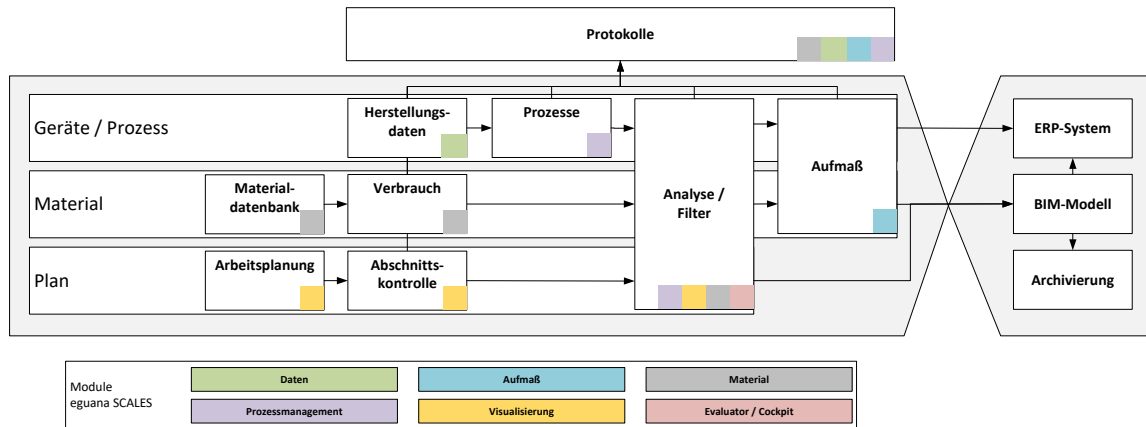 Protokolle
Geräte / Prozess
Herstellungs-
daten
Prozesse
Analyse /
Filter
Aufmaß
ERP-System
Material
Material-
datenbank
Verbrauch
BIM-Modell
Plan
Arbeitsplanung
Abschnitts-
kontrolle
Archivierung
Module
eguana SCALES
Daten
Aufmaß
Material
Prozessmanagement
Visualisierung
Evaluator / Cockpit